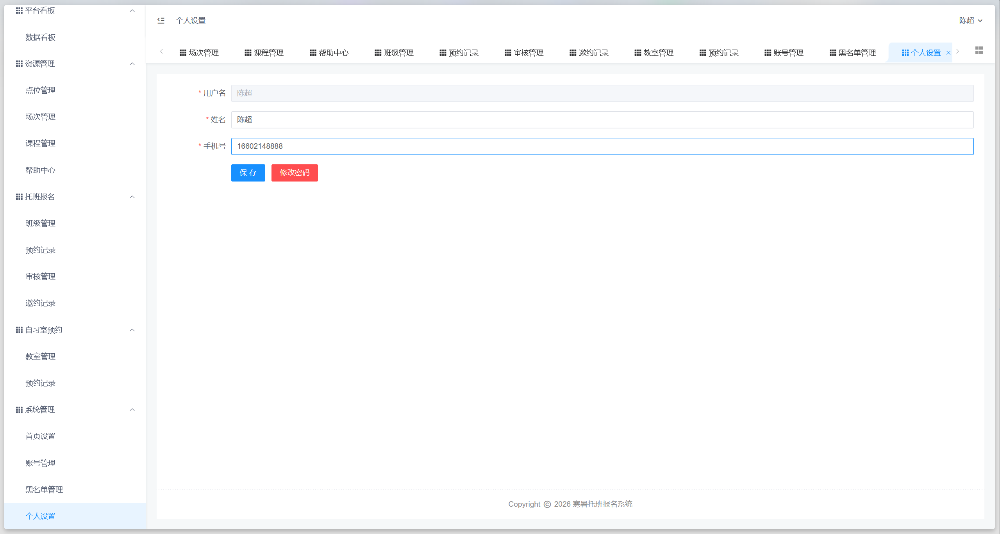 平台看板
数据看板
资源管理
点位管理
场次管理
课程管理
帮助中心
托班报名
班级管理
预约记录
审核管理
邀约记录
自习室预约
教室管理
预约记录
系统管理
首页设置
账号管理
黑名单管理
个人设置
个人设置
陈超
场次管理 课程管理 帮助中心 班级管理 预约记录 审核管理 邀约记录 教室管理 预约记录 账号管理 黑名单管理 个人设置
* 用户名 陈超
* 姓名 陈超
* 手机号 16602148888
保 存 修改密码
Copyright © 2026 寒暑托班报名系统